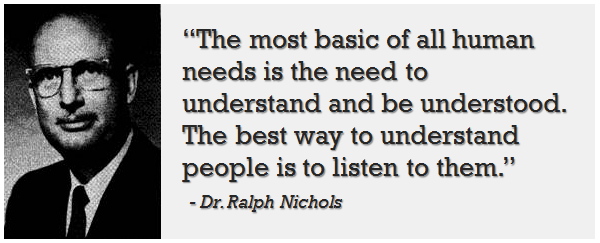 “The most basic of all human
needs is the need to
understand and be understood.
The best way to understand
people is to listen to them.”
- Dr. Ralph Nichols